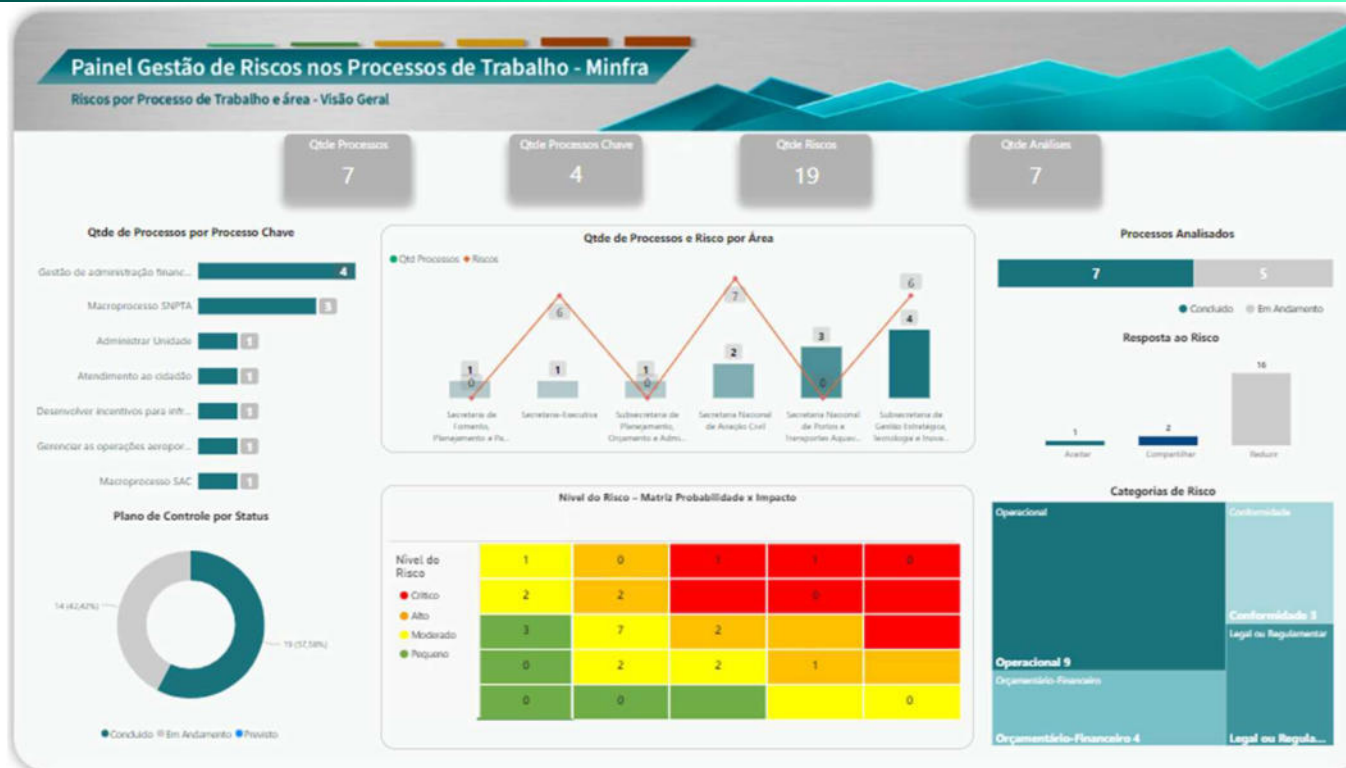 Painel Gestão de Riscos nos Processos de Trabalho - Minfra
Riscos por Processo de Trabalho e área - Visão Geral
Qtde Processos
7
Qtde Processos Chave
4
Qtde Riscos
19
Qtde Análises
7
Qtde de Processos por Processo Chave
Gestão de administração financ... 4
Macroprocesso SNPTA 3
Administrar Unidade 1
Atendimento ao cidadão 1
Desenvolver incentivos para infr... 1
Gerenciar as operações aeropor... 1
Macroprocesso SAC 1
Plano de Controle por Status
14 (42,42%)
19 (57,58%)
Concluído Em Andamento Previsto
Qtde de Processos e Risco por Área
Qtd Processos Riscos
1 0
6 1
1 0
7 2
3 0
6 4
Secretaria de
Fomento,
Planejamento e Pa...
Secretaria-Executiva
Subsecretaria de
Planejamento,
Orçamento e Admi...
Secretaria Nacional
de Aviação Civil
Secretaria Nacional
de Portos e
Transportes Aquav...
Subsecretaria de
Gestão Estratégica,
Tecnologia e Inova...
Nível do Risco – Matriz Probabilidade x Impacto
Nível do
Risco
Crítico
Alto
Moderado
Pequeno
1 0 1 1 0
2 2 0
3 7 2
0 2 2 1
0 0 0
Processos Analisados
7 5
Concluído Em Andamento
Resposta ao Risco
1 2 16
Aceitar Compartilhar Reduzir
Categorias de Risco
Operacional
Operacional 9
Orçamentário-Financeiro
Orçamentário-Financeiro 4
Conformidade
Conformidade 3
Legal ou Regulamentar
Legal ou Regula...